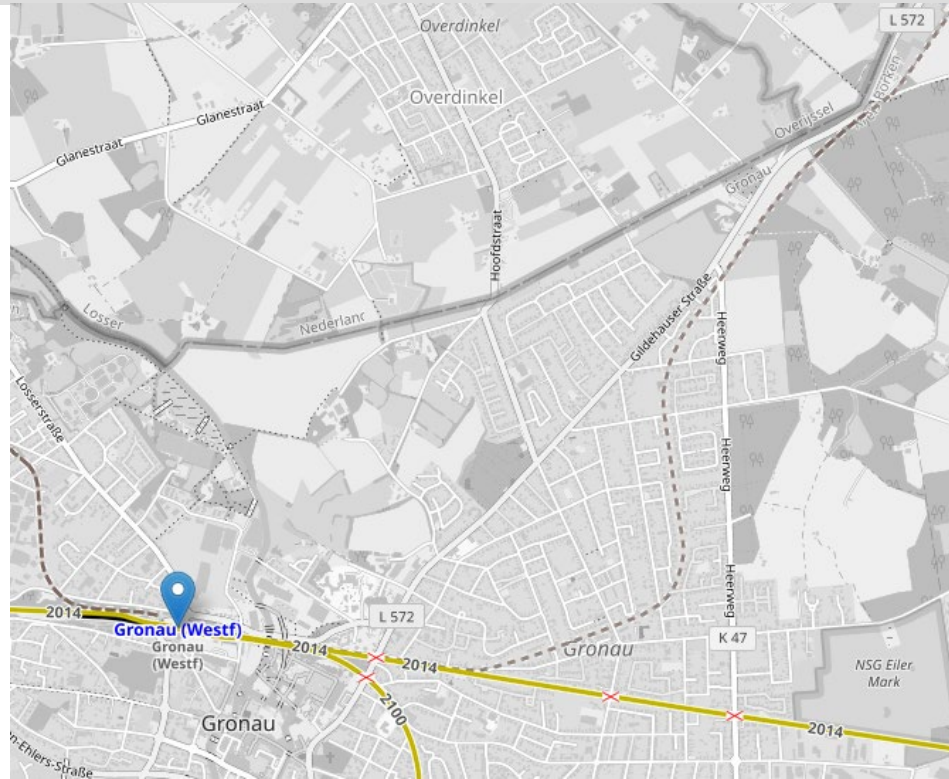 Overdinkel
L 572
Overdinkel
Glanestraat
Glanestraat
Overijssel
Gronau
Hoofdstraat
Losser
Nederland
Gildehauser Straße
Heerweg
Losserstraße
Heerweg
Heerweg
2014
L 572
Gronau (Westf)
Gronau
(Westf)
2014
2014
Gronau
K 47
NSG Eiler
Mark
2100
Gronau
2014
n-Ehlers-Straße